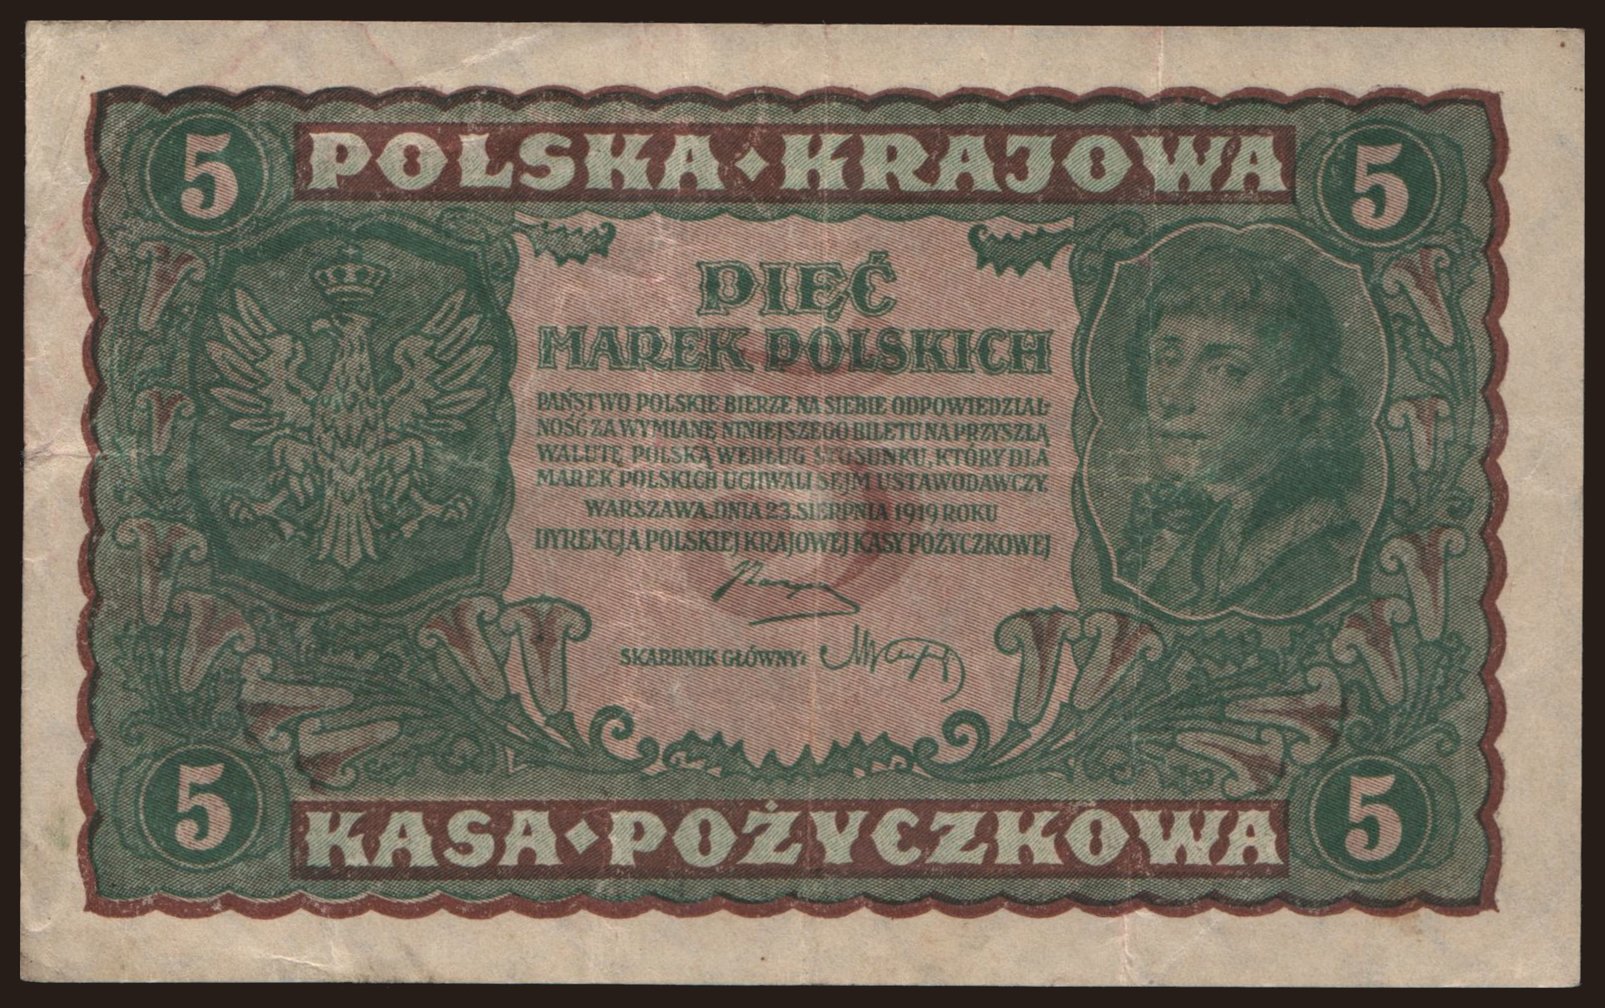 5 POLSKA KRAJOWA 5
PIĘĆ
MAREK POLSKICH
PAŃSTWO POLSKIE BIERZE NA SIEBIE ODPOWIEDZIAL-
NOŚĆ ZA WYMIANĘ NINIEJSZEGO BILETU NA PRZYSZŁĄ
WALUTĘ POLSKĄ WEDŁUG STOSUNKU, KTÓRY DLA
MAREK POLSKICH UCHWALI SEJM USTAWODAWCZY.
WARSZAWA, DNIA 23. SIERPNIA 1919 ROKU
DYREKCJA POLSKIEJ KRAJOWEJ KASY POŻYCZKOWEJ
5
SKARBNIK GŁÓWNY:
5 KASA POŻYCZKOWA 5